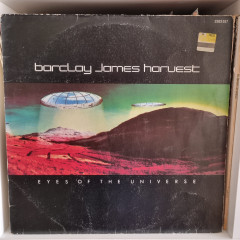 barclay james harvest
EYES OF THE UNIVERSE